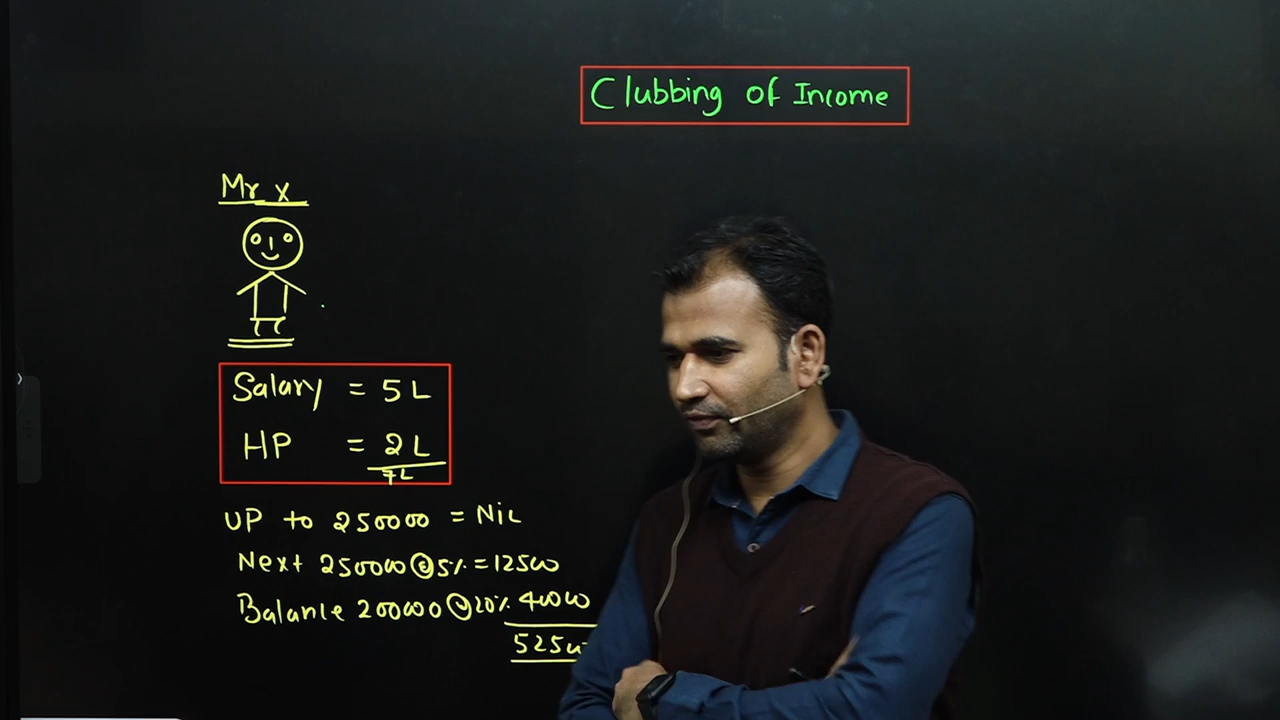 Clubbing of Income
Mr X
Salary = 5 L
HP = 2 L
7L
UP to 250000 = NiL
Next 250000 @ 5% = 12500
Balance 200000 @ 20% 40000